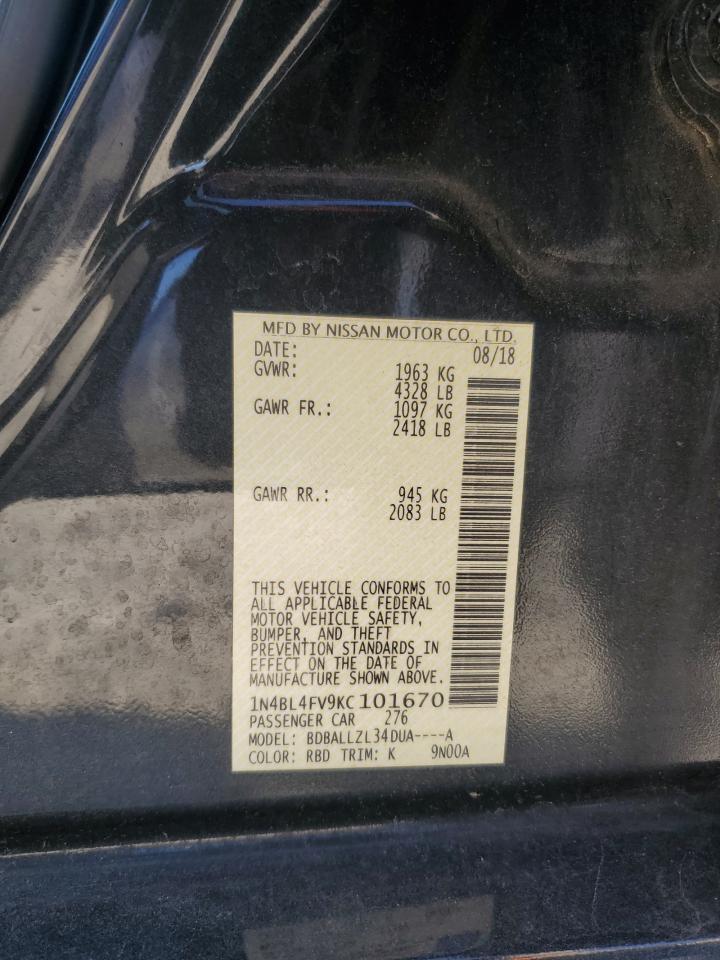 MFD BY NISSAN MOTOR CO., LTD.
DATE: 08/18
GVWR: 1963 KG
4328 LB
GAWR FR.: 1097 KG
2418 LB
GAWR RR.: 945 KG
2083 LB
THIS VEHICLE CONFORMS TO
ALL APPLICABLE FEDERAL
MOTOR VEHICLE SAFETY,
BUMPER, AND THEFT
PREVENTION STANDARDS IN
EFFECT ON THE DATE OF
MANUFACTURE SHOWN ABOVE.
1N4BL4FV9KC101670
PASSENGER CAR 276
MODEL: BDBALLZL34DUA----A
COLOR: RBD TRIM: K 9N00A